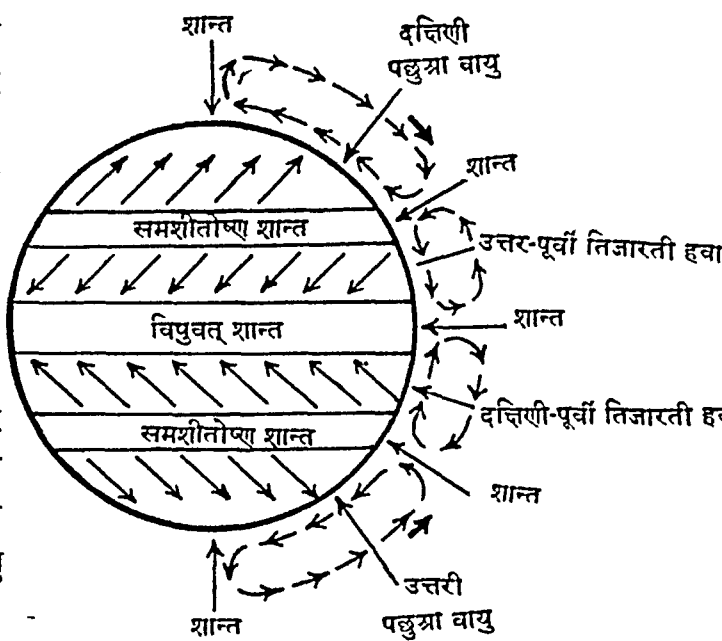 शान्त
दक्षिणी
पछुआ वायु
शान्त
समशीतोष्ण शान्त
उत्तर-पूर्वी तिजारती हवा
विषुवत् शान्त
शान्त
दक्षिणी-पूर्वी तिजारती
समशीतोष्ण शान्त
शान्त
उत्तरी
पछुआ वायु
शान्त